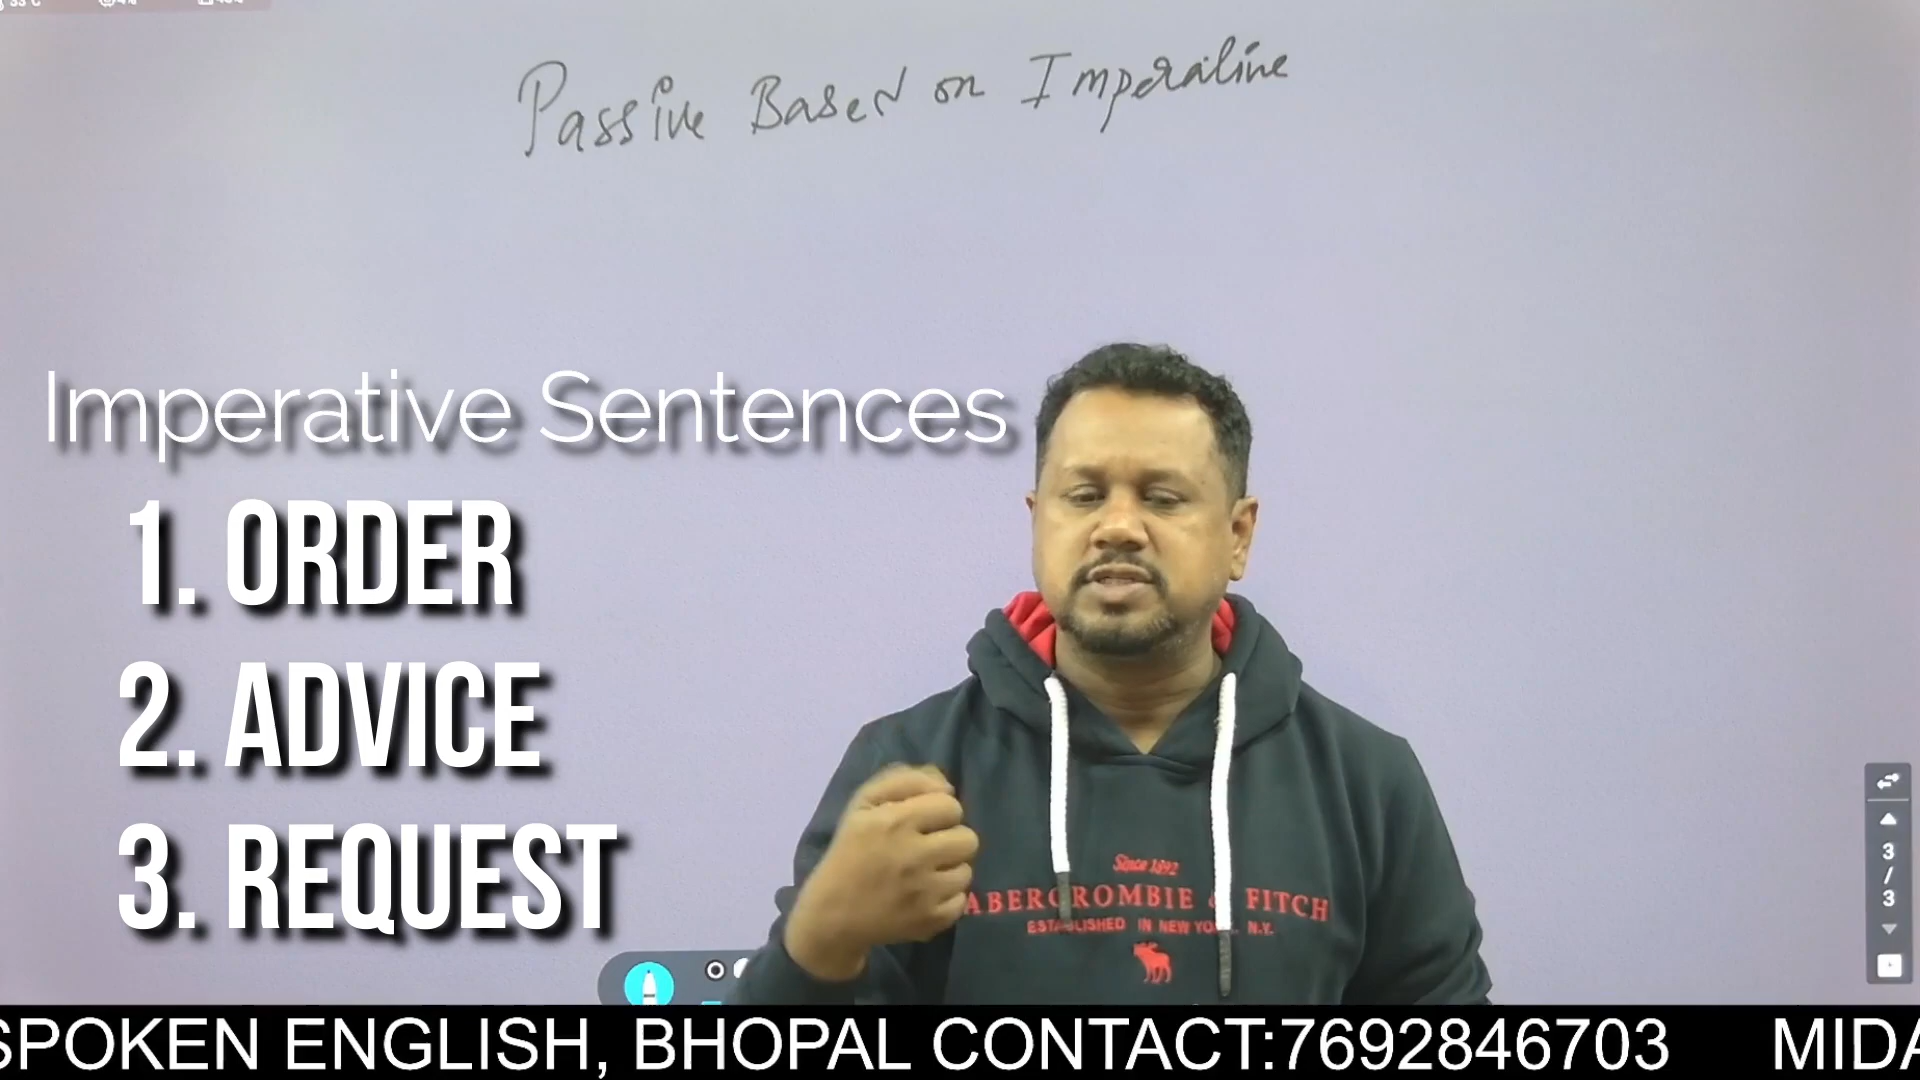 33°C
Passive Based on Imperative
Imperative Sentences
1. ORDER
2. ADVICE
3. REQUEST
Since 1892
ABERCROMBIE & FITCH
ESTABLISHED IN NEW YORK, N.Y.
3
/
3
SPOKEN ENGLISH, BHOPAL CONTACT:7692846703 MIDA